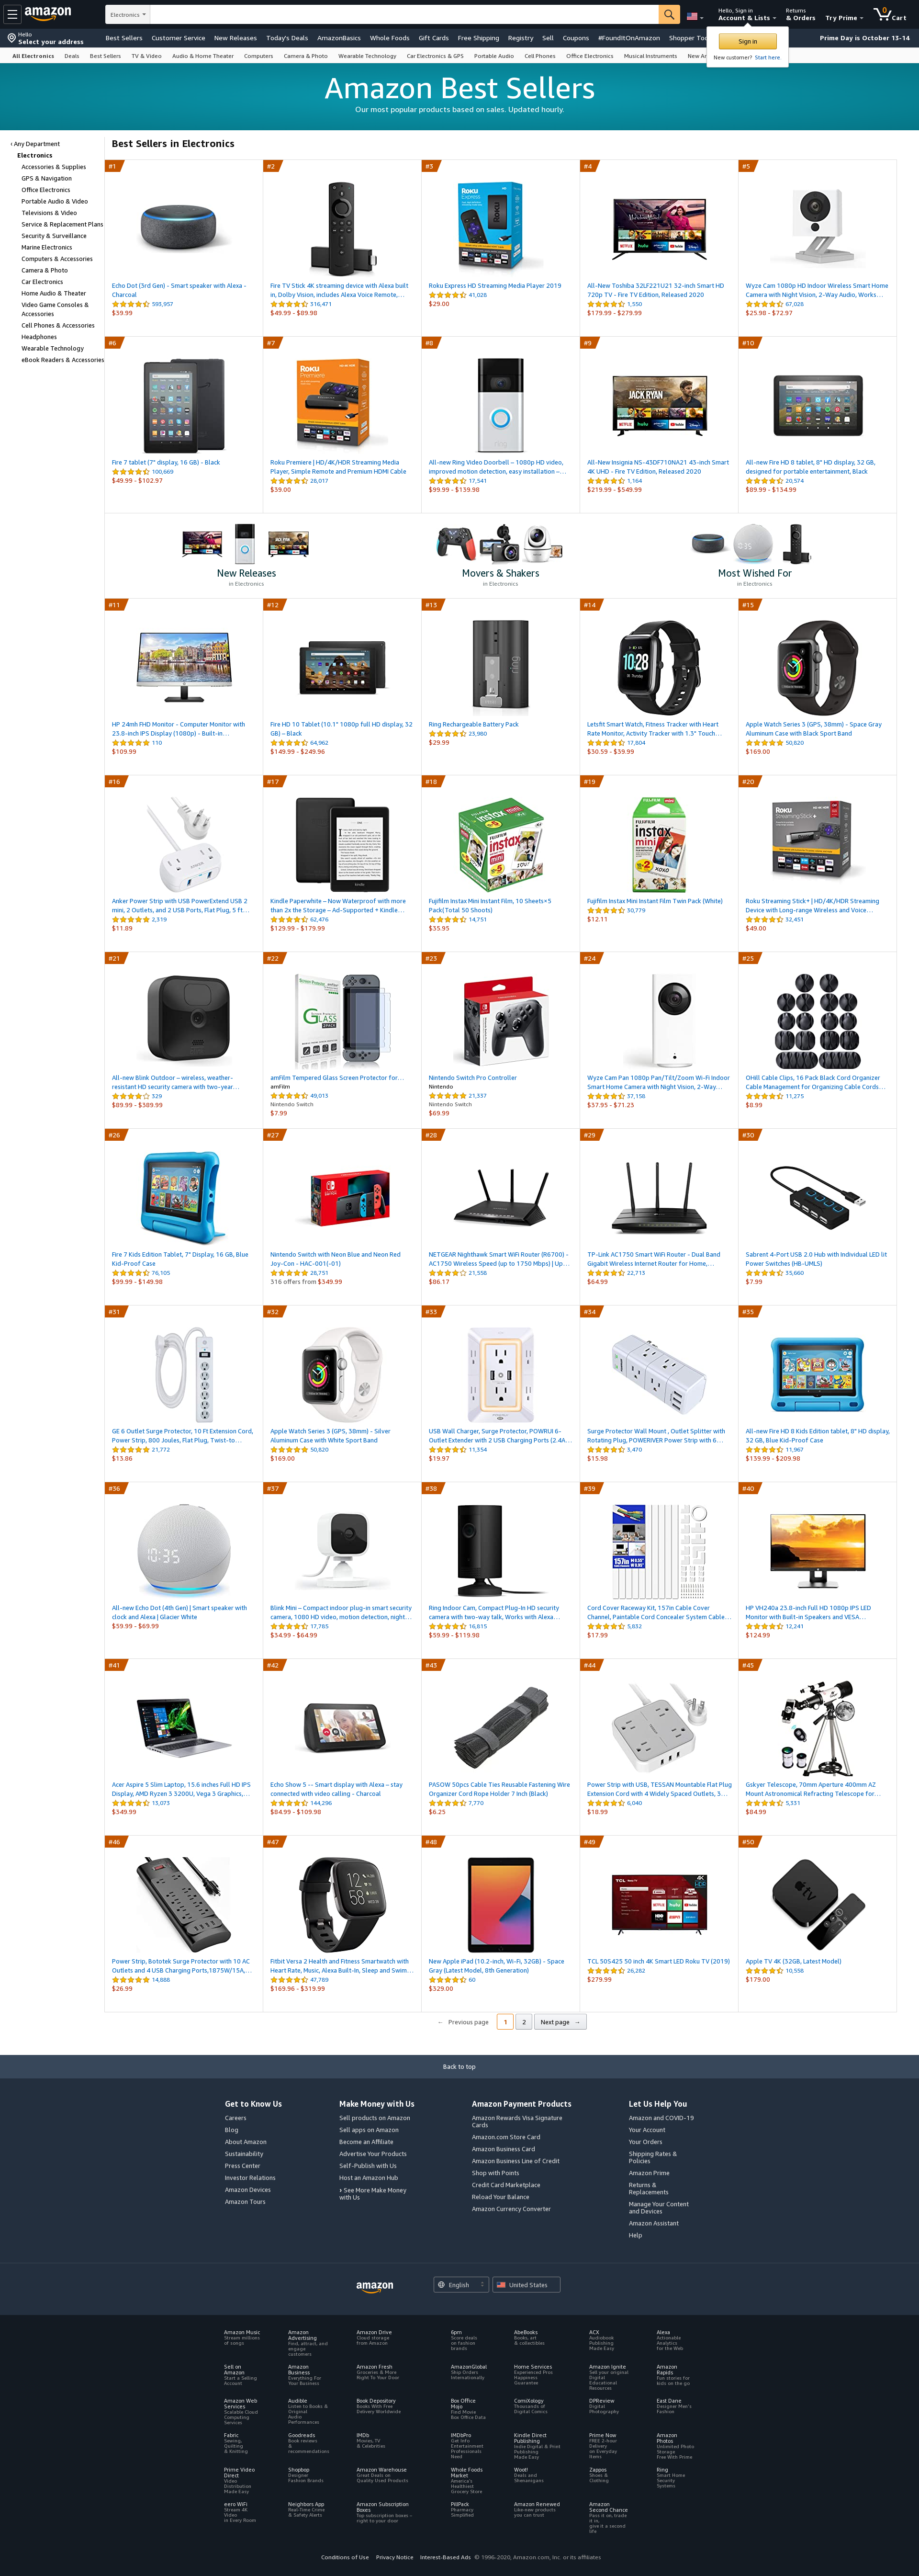 amazon
Electronics
Hello, Sign in
Account & Lists
Returns
& Orders
Try Prime
0
Cart
Hello
Select your address
Best Sellers
Customer Service
New Releases
Today's Deals
AmazonBasics
Whole Foods
Gift Cards
Free Shipping
Registry
Sell
Coupons
#FoundItOnAmazon
Prime Day is October 13-14
Sign in
New customer? Start here.
All Electronics
Deals
Best Sellers
TV & Video
Audio & Home Theater
Computers
Camera & Photo
Wearable Technology
Car Electronics & GPS
Portable Audio
Cell Phones
Office Electronics
Musical Instruments
Amazon Best Sellers
Our most popular products based on sales. Updated hourly.
‹ Any Department
Electronics
Accessories & Supplies
GPS & Navigation
Office Electronics
Portable Audio & Video
Televisions & Video
Service & Replacement Plans
Security & Surveillance
Marine Electronics
Computers & Accessories
Camera & Photo
Car Electronics
Home Audio & Theater
Video Game Consoles &
Accessories
Cell Phones & Accessories
Headphones
Wearable Technology
eBook Readers & Accessories
Best Sellers in Electronics
#1
Echo Dot (3rd Gen) - Smart speaker with Alexa -
Charcoal
593,957
$39.99
#2
Fire TV Stick 4K streaming device with Alexa built
in, Dolby Vision, includes Alexa Voice Remote,…
316,471
$49.99 - $89.98
#3
Roku Express HD Streaming Media Player 2019
41,026
$29.00
#4
All-New Toshiba 32LF221U21 32-inch Smart HD
720p TV - Fire TV Edition, Released 2020
1,550
$179.99 - $279.99
#5
Wyze Cam 1080p HD Indoor Wireless Smart Home
Camera with Night Vision, 2-Way Audio, Works…
67,028
$25.98 - $72.97
#6
Fire 7 tablet (7" display, 16 GB) - Black
100,669
$49.99 - $102.97
#7
Roku Premiere | HD/4K/HDR Streaming Media
Player, Simple Remote and Premium HDMI Cable
28,017
$39.00
#8
All-new Ring Video Doorbell – 1080p HD video,
improved motion detection, easy installation –…
17,541
$99.99 - $139.98
#9
All-New Insignia NS-43DF710NA21 43-inch Smart
4K UHD - Fire TV Edition, Released 2020
1,164
$219.99 - $549.99
#10
All-new Fire HD 8 tablet, 8" HD display, 32 GB,
designed for portable entertainment, Black
20,574
$89.99 - $134.99
New Releases
in Electronics
Movers & Shakers
in Electronics
Most Wished For
in Electronics
#11
HP 24mh FHD Monitor - Computer Monitor with
23.8-inch IPS Display (1080p) - Built-in…
110
$109.99
#12
Fire HD 10 Tablet (10.1" 1080p full HD display, 32
GB) – Black
64,962
$149.99 - $249.96
#13
Ring Rechargeable Battery Pack
23,980
$29.99
#14
Letsfit Smart Watch, Fitness Tracker with Heart
Rate Monitor, Activity Tracker with 1.3" Touch…
17,804
$30.59 - $39.99
#15
Apple Watch Series 3 (GPS, 38mm) - Space Gray
Aluminum Case with Black Sport Band
50,820
$169.00
#16
Anker Power Strip with USB PowerExtend USB 2
mini, 2 Outlets, and 2 USB Ports, Flat Plug, 5 ft…
2,319
$11.89
#17
Kindle Paperwhite – Now Waterproof with more
than 2x the Storage – Ad-Supported + Kindle…
62,476
$129.99 - $179.99
#18
Fujifilm Instax Mini Instant Film, 10 Sheets×5
Pack(Total 50 Shoots)
14,751
$35.95
#19
Fujifilm Instax Mini Instant Film Twin Pack (White)
30,779
$12.11
#20
Roku Streaming Stick+ | HD/4K/HDR Streaming
Device with Long-range Wireless and Voice…
32,451
$49.00
#21
All-new Blink Outdoor – wireless, weather-
resistant HD security camera with two-year…
329
$89.99 - $389.99
#22
amFilm Tempered Glass Screen Protector for…
amFilm
49,013
Nintendo Switch
$7.99
#23
Nintendo Switch Pro Controller
Nintendo
21,337
Nintendo Switch
$69.99
#24
Wyze Cam Pan 1080p Pan/Tilt/Zoom Wi-Fi Indoor
Smart Home Camera with Night Vision, 2-Way…
37,158
$37.95 - $71.23
#25
OHill Cable Clips, 16 Pack Black Cord Organizer
Cable Management for Organizing Cable Cords…
11,275
$8.99
#26
Fire 7 Kids Edition Tablet, 7" Display, 16 GB, Blue
Kid-Proof Case
76,105
$99.99 - $149.98
#27
Nintendo Switch with Neon Blue and Neon Red
Joy-Con - HAC-001(-01)
28,751
316 offers from $349.99
#28
NETGEAR Nighthawk Smart WiFi Router (R6700) -
AC1750 Wireless Speed (up to 1750 Mbps) | Up…
21,558
$86.17
#29
TP-Link AC1750 Smart WiFi Router - Dual Band
Gigabit Wireless Internet Router for Home,…
22,713
$64.99
#30
Sabrent 4-Port USB 2.0 Hub with Individual LED lit
Power Switches (HB-UMLS)
33,660
$7.99
#31
GE 6 Outlet Surge Protector, 10 Ft Extension Cord,
Power Strip, 800 Joules, Flat Plug, Twist-to…
21,772
$13.86
#32
Apple Watch Series 3 (GPS, 38mm) - Silver
Aluminum Case with White Sport Band
50,820
$169.00
#33
USB Wall Charger, Surge Protector, POWRUI 6-
Outlet Extender with 2 USB Charging Ports (2.4A…
11,354
$19.97
#34
Surge Protector Wall Mount , Outlet Splitter with
Rotating Plug, POWERIVER Power Strip with 6…
3,470
$15.98
#35
All-new Fire HD 8 Kids Edition tablet, 8" HD display,
32 GB, Blue Kid-Proof Case
11,967
$139.99 - $209.98
#36
All-new Echo Dot (4th Gen) | Smart speaker with
clock and Alexa | Glacier White
$59.99 - $69.99
#37
Blink Mini – Compact indoor plug-in smart security
camera, 1080 HD video, motion detection, night…
17,785
$34.99 - $64.99
#38
Ring Indoor Cam, Compact Plug-In HD security
camera with two-way talk, Works with Alexa…
16,815
$59.99 - $119.98
#39
Cord Cover Raceway Kit, 157in Cable Cover
Channel, Paintable Cord Concealer System Cable…
5,832
$17.99
#40
HP VH240a 23.8-inch Full HD 1080p IPS LED
Monitor with Built-in Speakers and VESA…
12,241
$124.99
#41
Acer Aspire 5 Slim Laptop, 15.6 inches Full HD IPS
Display, AMD Ryzen 3 3200U, Vega 3 Graphics,…
13,073
$349.99
#42
Echo Show 5 -- Smart display with Alexa – stay
connected with video calling - Charcoal
144,296
$84.99 - $109.98
#43
PASOW 50pcs Cable Ties Reusable Fastening Wire
Organizer Cord Rope Holder 7 Inch (Black)
7,770
$6.25
#44
Power Strip with USB, TESSAN Mountable Flat Plug
Extension Cord with 4 Widely Spaced Outlets, 3…
6,040
$18.99
#45
Gskyer Telescope, 70mm Aperture 400mm AZ
Mount Astronomical Refracting Telescope for…
5,331
$84.99
#46
Power Strip, Bototek Surge Protector with 10 AC
Outlets and 4 USB Charging Ports,1875W/15A,…
14,888
$26.99
#47
Fitbit Versa 2 Health and Fitness Smartwatch with
Heart Rate, Music, Alexa Built-In, Sleep and Swim…
47,789
$169.96 - $319.99
#48
New Apple iPad (10.2-inch, Wi-Fi, 32GB) - Space
Gray (Latest Model, 8th Generation)
60
$329.00
#49
TCL 50S425 50 inch 4K Smart LED Roku TV (2019)
26,282
$279.99
#50
Apple TV 4K (32GB, Latest Model)
10,558
$179.00
← Previous page
1
2
Next page →
Back to top
Get to Know Us
Careers
Blog
About Amazon
Sustainability
Press Center
Investor Relations
Amazon Devices
Amazon Tours
Make Money with Us
Sell products on Amazon
Sell apps on Amazon
Become an Affiliate
Advertise Your Products
Self-Publish with Us
Host an Amazon Hub
› See More Make Money
with Us
Amazon Payment Products
Amazon Rewards Visa Signature
Cards
Amazon.com Store Card
Amazon Business Card
Amazon Business Line of Credit
Shop with Points
Credit Card Marketplace
Reload Your Balance
Amazon Currency Converter
Let Us Help You
Amazon and COVID-19
Your Account
Your Orders
Shipping Rates &
Policies
Amazon Prime
Returns &
Replacements
Manage Your Content
and Devices
Amazon Assistant
Help
amazon
English
United States
Amazon Music
Stream millions
of songs
Amazon
Advertising
Find, attract, and
engage
customers
Amazon Drive
Cloud storage
from Amazon
6pm
Score deals
on fashion
brands
AbeBooks
Books, art
& collectibles
ACX
Audiobook
Publishing
Made Easy
Alexa
Actionable
Analytics
for the Web
Sell on
Amazon
Start a Selling
Account
Amazon
Business
Everything For
Your Business
Amazon Fresh
Groceries & More
Right To Your Door
AmazonGlobal
Ship Orders
Internationally
Home Services
Experienced Pros
Happiness
Guarantee
Amazon Ignite
Sell your original
Digital
Educational
Resources
Amazon
Rapids
Fun stories for
kids on the go
Amazon Web
Services
Scalable Cloud
Computing
Services
Audible
Listen to Books &
Original
Audio
Performances
Book Depository
Books With Free
Delivery Worldwide
Box Office
Mojo
Find Movie
Box Office Data
ComiXology
Thousands of
Digital Comics
DPReview
Digital
Photography
East Dane
Designer Men's
Fashion
Fabric
Sewing,
Quilting
& Knitting
Goodreads
Book reviews
&
recommendations
IMDb
Movies, TV
& Celebrities
IMDbPro
Get Info
Entertainment
Professionals
Need
Kindle Direct
Publishing
Indie Digital & Print
Publishing
Made Easy
Prime Now
FREE 2-hour
Delivery
on Everyday
Items
Amazon
Photos
Unlimited Photo
Storage
Free With Prime
Prime Video
Direct
Video
Distribution
Made Easy
Shopbop
Designer
Fashion Brands
Amazon Warehouse
Great Deals on
Quality Used Products
Whole Foods
Market
America's
Healthiest
Grocery Store
Woot!
Deals and
Shenanigans
Zappos
Shoes &
Clothing
Ring
Smart Home
Security
Systems
eero WiFi
Stream 4K
Video
in Every Room
Neighbors App
Real-Time Crime
& Safety Alerts
Amazon Subscription
Boxes
Top subscription boxes –
right to your door
PillPack
Pharmacy
Simplified
Amazon Renewed
Like-new products
you can trust
Amazon
Second Chance
Pass it on, trade
it in,
give it a second
life
Conditions of Use
Privacy Notice
Interest-Based Ads
© 1996-2020, Amazon.com, Inc. or its affiliates